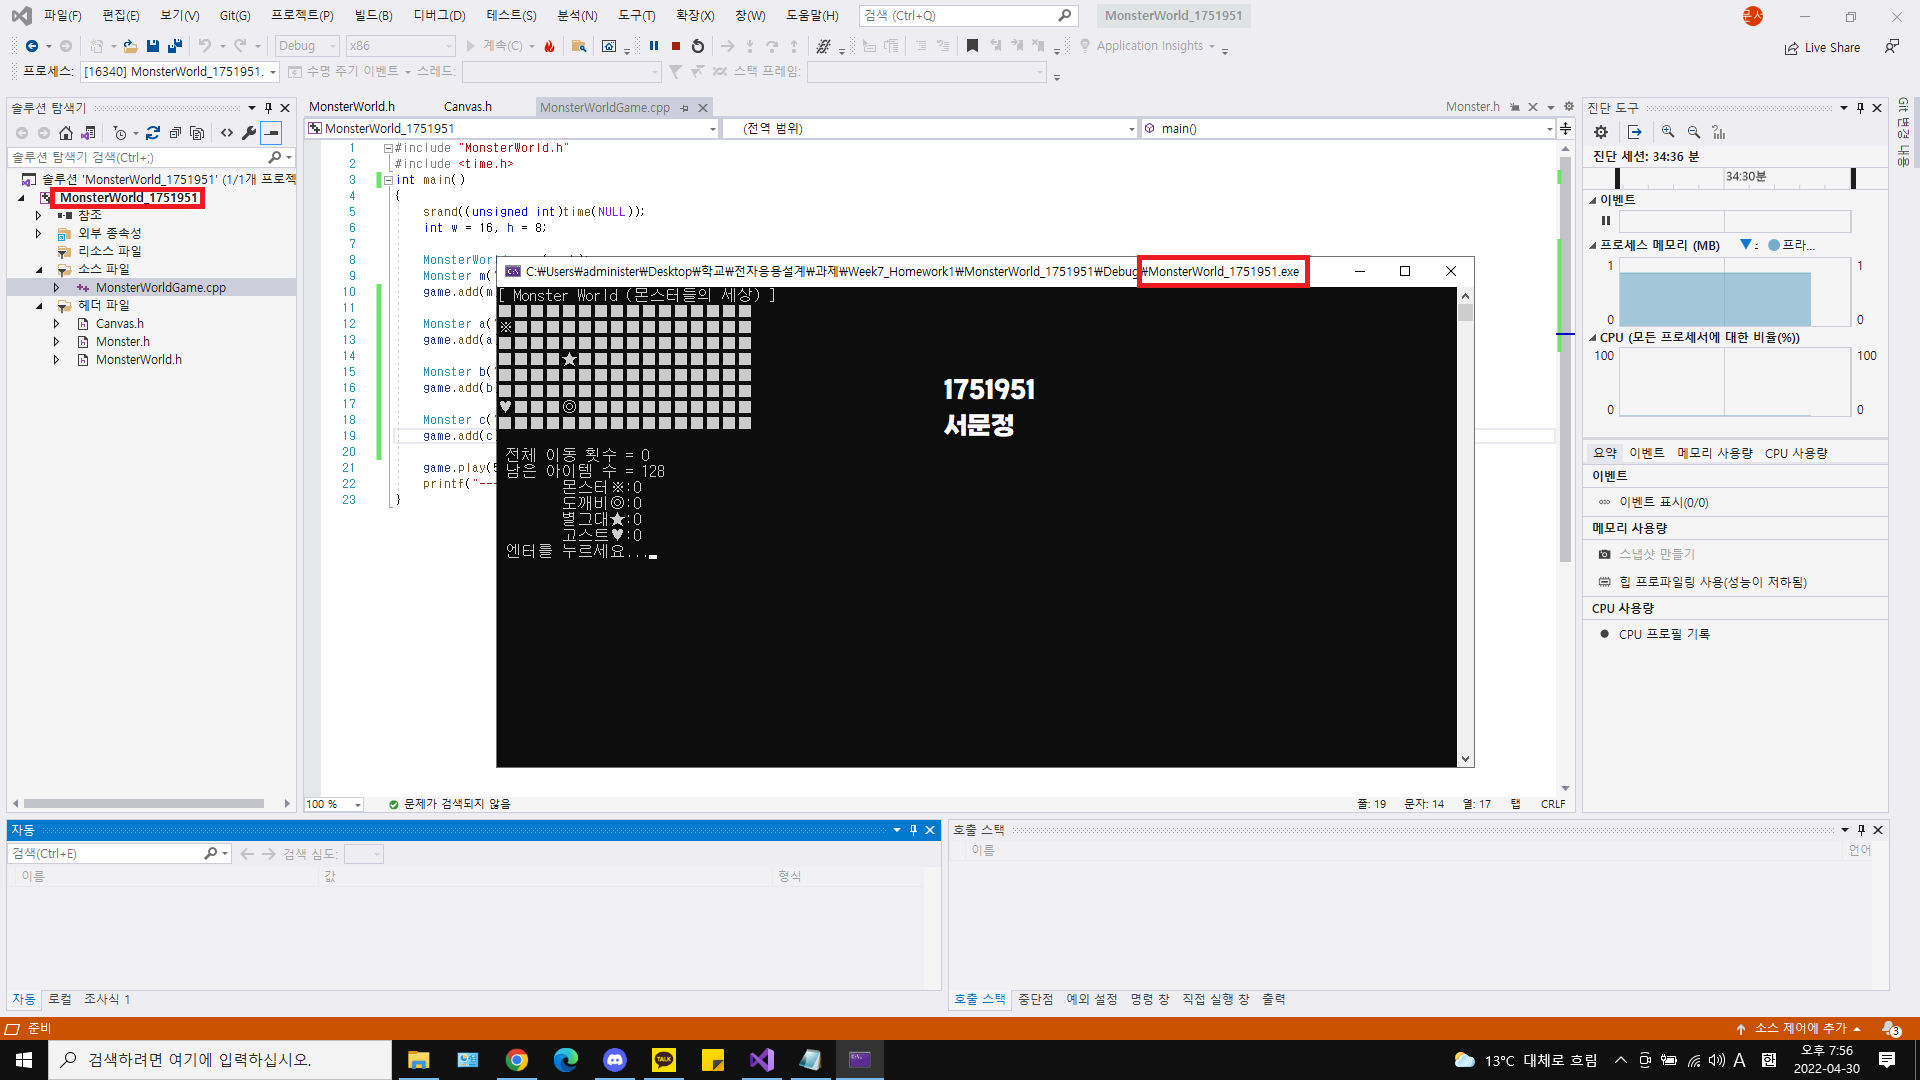 파일(F) 편집(E) 보기(V) Git(G) 프로젝트(P) 빌드(B) 디버그(D) 테스트(S) 분석(N) 도구(T) 확장(X) 창(W) 도움말(H) 검색 (Ctrl+Q) MonsterWorld_1751951
Debug x86 계속(C) Application Insights Live Share
프로세스: [16340] MonsterWorld_1751951. 수명 주기 이벤트 스레드: 스택 프레임:
솔루션 탐색기
솔루션 탐색기 검색(Ctrl+;)
솔루션 'MonsterWorld_1751951' (1/1개 프로젝
MonsterWorld_1751951
참조
외부 종속성
리소스 파일
소스 파일
MonsterWorldGame.cpp
헤더 파일
Canvas.h
Monster.h
MonsterWorld.h
MonsterWorld.h Canvas.h MonsterWorldGame.cpp Monster.h
MonsterWorld_1751951 (전역 범위) main()
1 #include "MonsterWorld.h"
2 #include <time.h>
3 int main()
4 {
5 srand((unsigned int)time(NULL));
6 int w = 16, h = 8;
7
8 MonsterWor
9 Monster m(
10 game.add(m
11
12 Monster a(
13 game.add(a
14
15 Monster b(
16 game.add(b
17
18 Monster c(
19 game.add(c
20
21 game.play(5
22 printf("--
23 }
C:₩Users₩administer₩Desktop₩학교₩전자응용설계₩과제₩Week7_Homework1₩MonsterWorld_1751951₩Debug₩MonsterWorld_1751951.exe
[ Monster World (몬스터들의 세상) ]
■■■■■■■■■■■■■■■■
※■■■■■■■■■■■■■■■
■■■■■■■■■■■■■■■■
■■■■★■■■■■■■■■■■
■■■■■■■■■■■■■■■■
■■■■■■■■■■■■■■■■
♥■■■◎■■■■■■■■■■■
■■■■■■■■■■■■■■■■
전체 이동 횟수 = 0
남은 아이템 수 = 128
몬스터※:0
도깨비◎:0
별그대★:0
고스트♥:0
엔터를 누르세요...
1751951
서문정
100 % 문제가 검색되지 않음 줄: 19 문자: 14 열: 17 탭 CRLF
진단 도구
진단 세션: 34:36 분
34:30분
이벤트
프로세스 메모리 (MB) 프라...
1 1
0 0
CPU (모든 프로세서에 대한 비율(%))
100 100
0 0
요약 이벤트 메모리 사용량 CPU 사용량
이벤트
이벤트 표시(0/0)
메모리 사용량
스냅샷 만들기
힙 프로파일링 사용(성능이 저하됨)
CPU 사용량
CPU 프로필 기록
Git 변경 내용
자동
검색(Ctrl+E) 검색 심도:
이름 값 형식
자동 로컬 조사식 1
호출 스택
이름 언어
호출 스택 중단점 예외 설정 명령 창 직접 실행 창 출력
준비 소스 제어에 추가 3
검색하려면 여기에 입력하십시오. TALK 13℃ 대체로 흐림 A 한 오후 7:56
2022-04-30